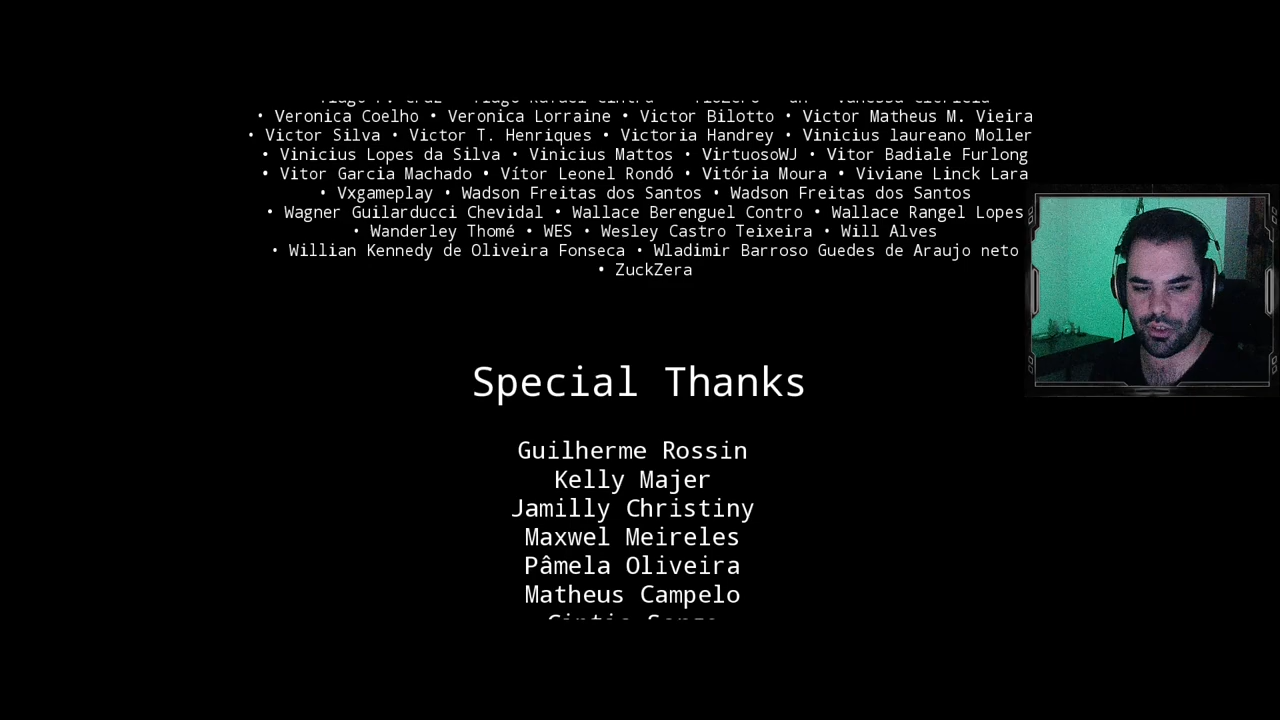 • Veronica Coelho • Veronica Lorraine • Victor Bilotto • Victor Matheus M. Vieira
• Victor Silva • Victor T. Henriques • Victoria Handrey • Vinicius laureano Moller
• Vinicius Lopes da Silva • Vinicius Mattos • VirtuosoWJ • Vitor Badiale Furlong
• Vitor Garcia Machado • Vítor Leonel Rondó • Vitória Moura • Viviane Linck Lara
• Vxgameplay • Wadson Freitas dos Santos • Wadson Freitas dos Santos
• Wagner Guilarducci Chevidal • Wallace Berenguel Contro • Wallace Rangel Lopes
• Wanderley Thomé • WES • Wesley Castro Teixeira • Will Alves
• Willian Kennedy de Oliveira Fonseca • Wladimir Barroso Guedes de Araujo neto
• ZuckZera
Special Thanks
Guilherme Rossin
Kelly Majer
Jamilly Christiny
Maxwel Meireles
Pâmela Oliveira
Matheus Campelo